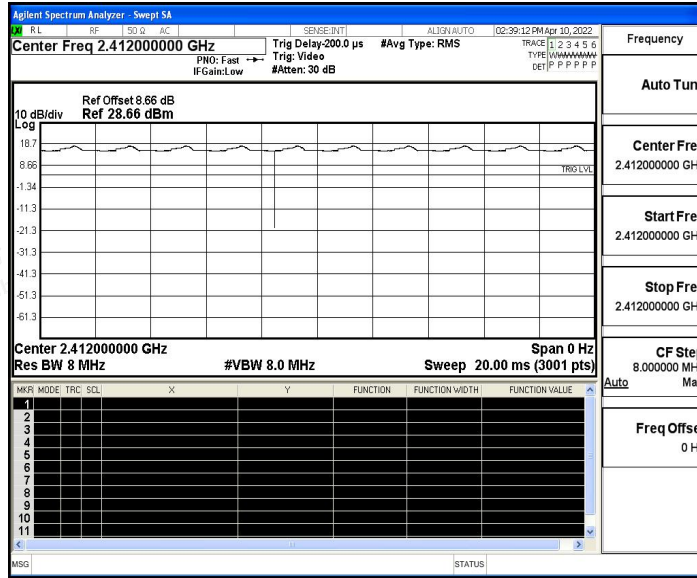 Agilent Spectrum Analyzer - Swept SA
LXI RL RF 50 Ω AC SENSE:INT ALIGN AUTO 02:39:12 PM Apr 10, 2022
Center Freq 2.412000000 GHz
PNO: Fast
IFGain:Low
Trig Delay-200.0 µs
Trig: Video
#Atten: 30 dB
#Avg Type: RMS
TRACE 1 2 3 4 5 6
TYPE WWWWWW
DET P P P P P P
Ref Offset 8.66 dB
10 dB/div Ref 28.66 dBm
Log
18.7
8.66
TRIG LVL
-1.34
-11.3
-21.3
-31.3
-41.3
-51.3
-61.3
Center 2.412000000 GHz Span 0 Hz
Res BW 8 MHz #VBW 8.0 MHz Sweep 20.00 ms (3001 pts)
MKR MODE TRC SCL X Y FUNCTION FUNCTION WIDTH FUNCTION VALUE
1
2
3
4
5
6
7
8
9
10
11
MSG STATUS
Frequency
Auto Tun
Center Fre
2.412000000 GH
Start Fre
2.412000000 GH
Stop Fre
2.412000000 GH
CF Ste
8.000000 MH
Auto Ma
Freq Offse
0 H